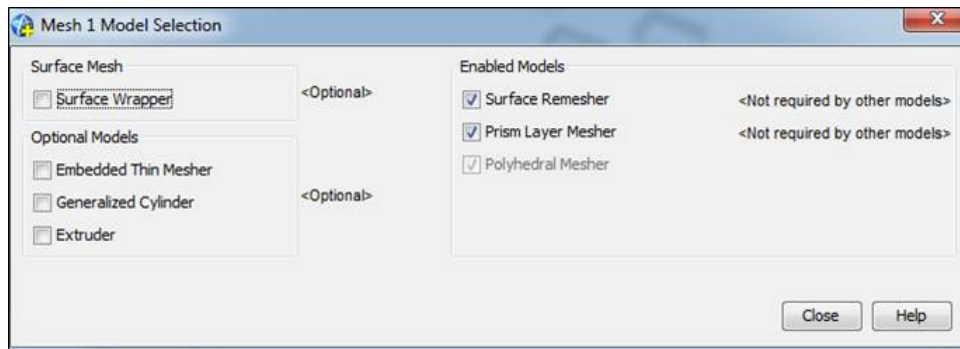 Mesh 1 Model Selection
Surface Mesh
Surface Wrapper
<Optional>
Optional Models
Embedded Thin Mesher
Generalized Cylinder
<Optional>
Extruder
Enabled Models
Surface Remesher <Not required by other models>
Prism Layer Mesher <Not required by other models>
Polyhedral Mesher
Close Help